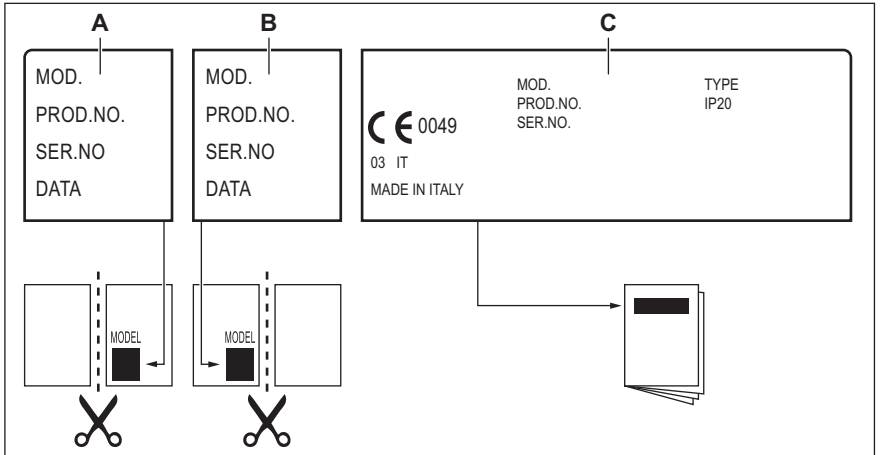 A
B
C
MOD.
PROD.NO.
SER.NO
DATA
MOD.
PROD.NO.
SER.NO
DATA
MOD.
PROD.NO.
SER.NO.
TYPE
IP20
CE 0049
03 IT
MADE IN ITALY
MODEL
MODEL